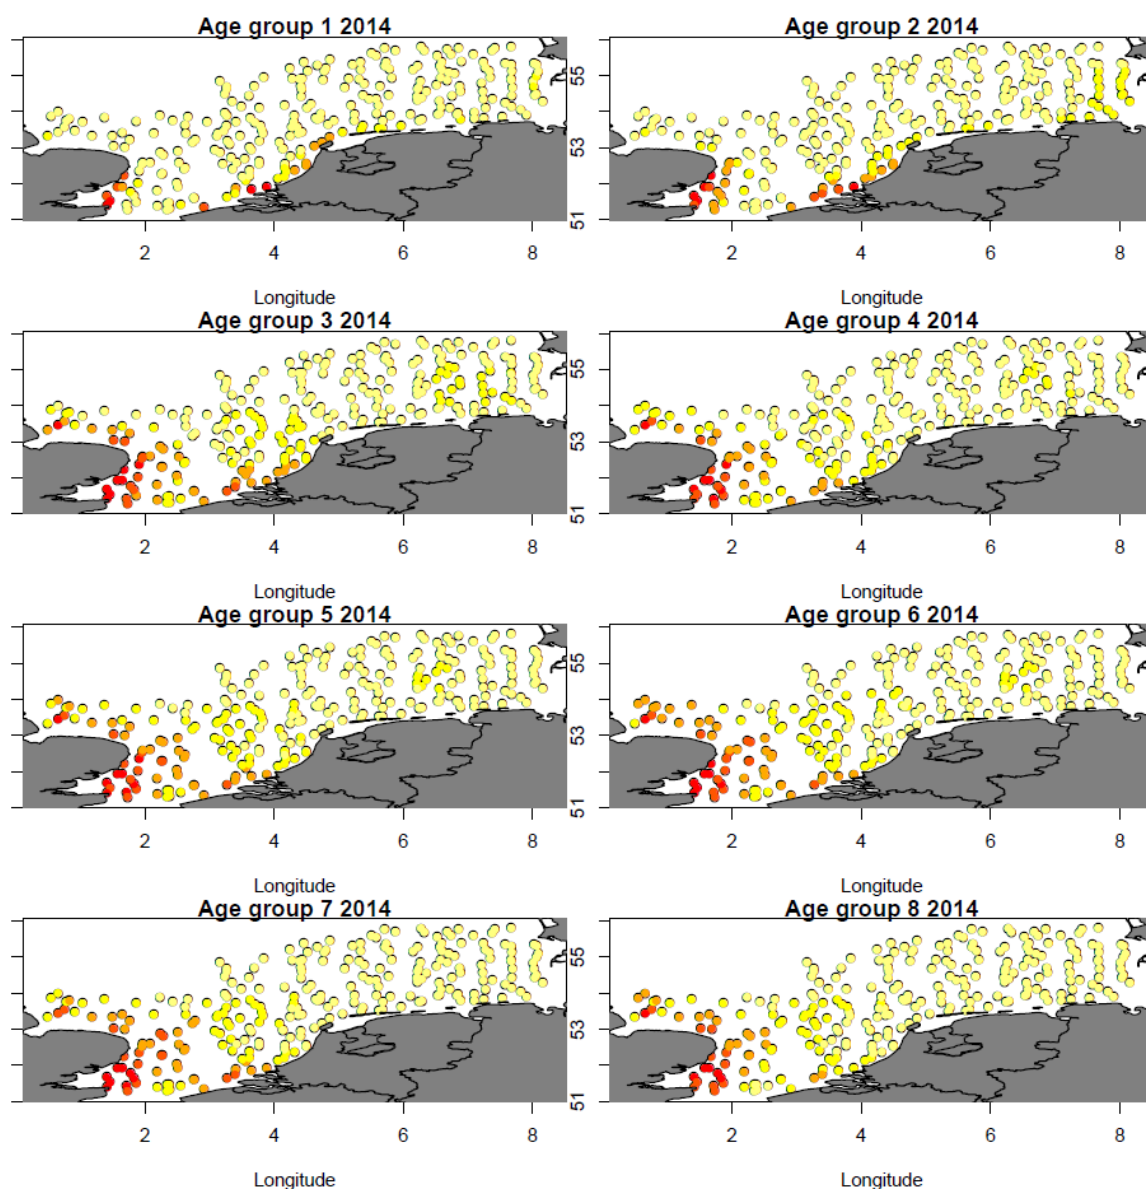 Age group 1 2014 Age group 2 2014
55
53
51
2 4 6 8 2 4 6 8
Longitude Longitude
Age group 3 2014 Age group 4 2014
55
53
51
2 4 6 8 2 4 6 8
Longitude Longitude
Age group 5 2014 Age group 6 2014
55
53
51
2 4 6 8 2 4 6 8
Longitude Longitude
Age group 7 2014 Age group 8 2014
55
53
51
2 4 6 8 2 4 6 8
Longitude Longitude